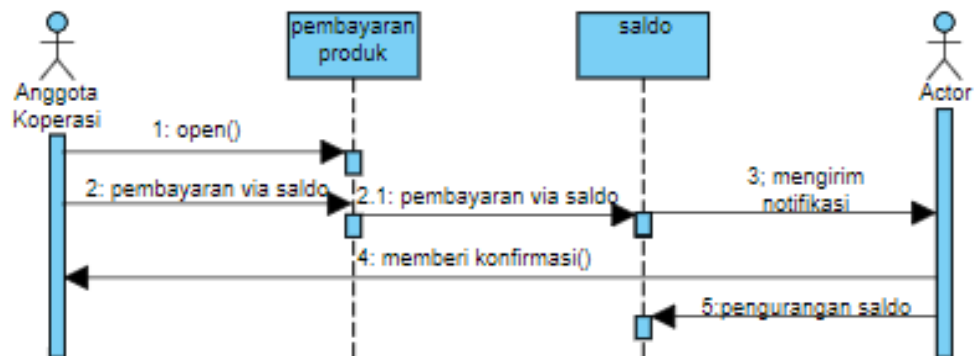 pembayaran
produk
saldo
Anggota
Koperasi
Actor
1: open()
2: pembayaran via saldo
2.1: pembayaran via saldo
3; mengirim
notifikasi
4: memberi konfirmasi()
5:pengurangan saldo